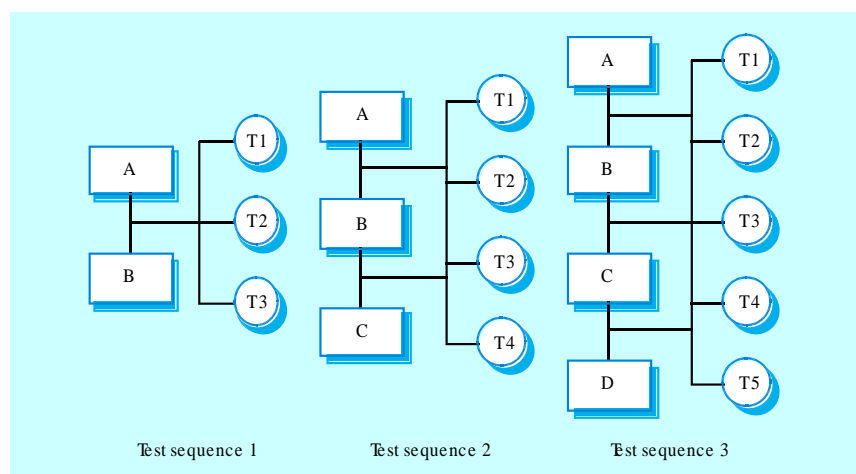 A
B
T1
T2
T3
Test sequence 1
A
B
C
T1
T2
T3
T4
Test sequence 2
A
B
C
D
T1
T2
T3
T4
T5
Test sequence 3